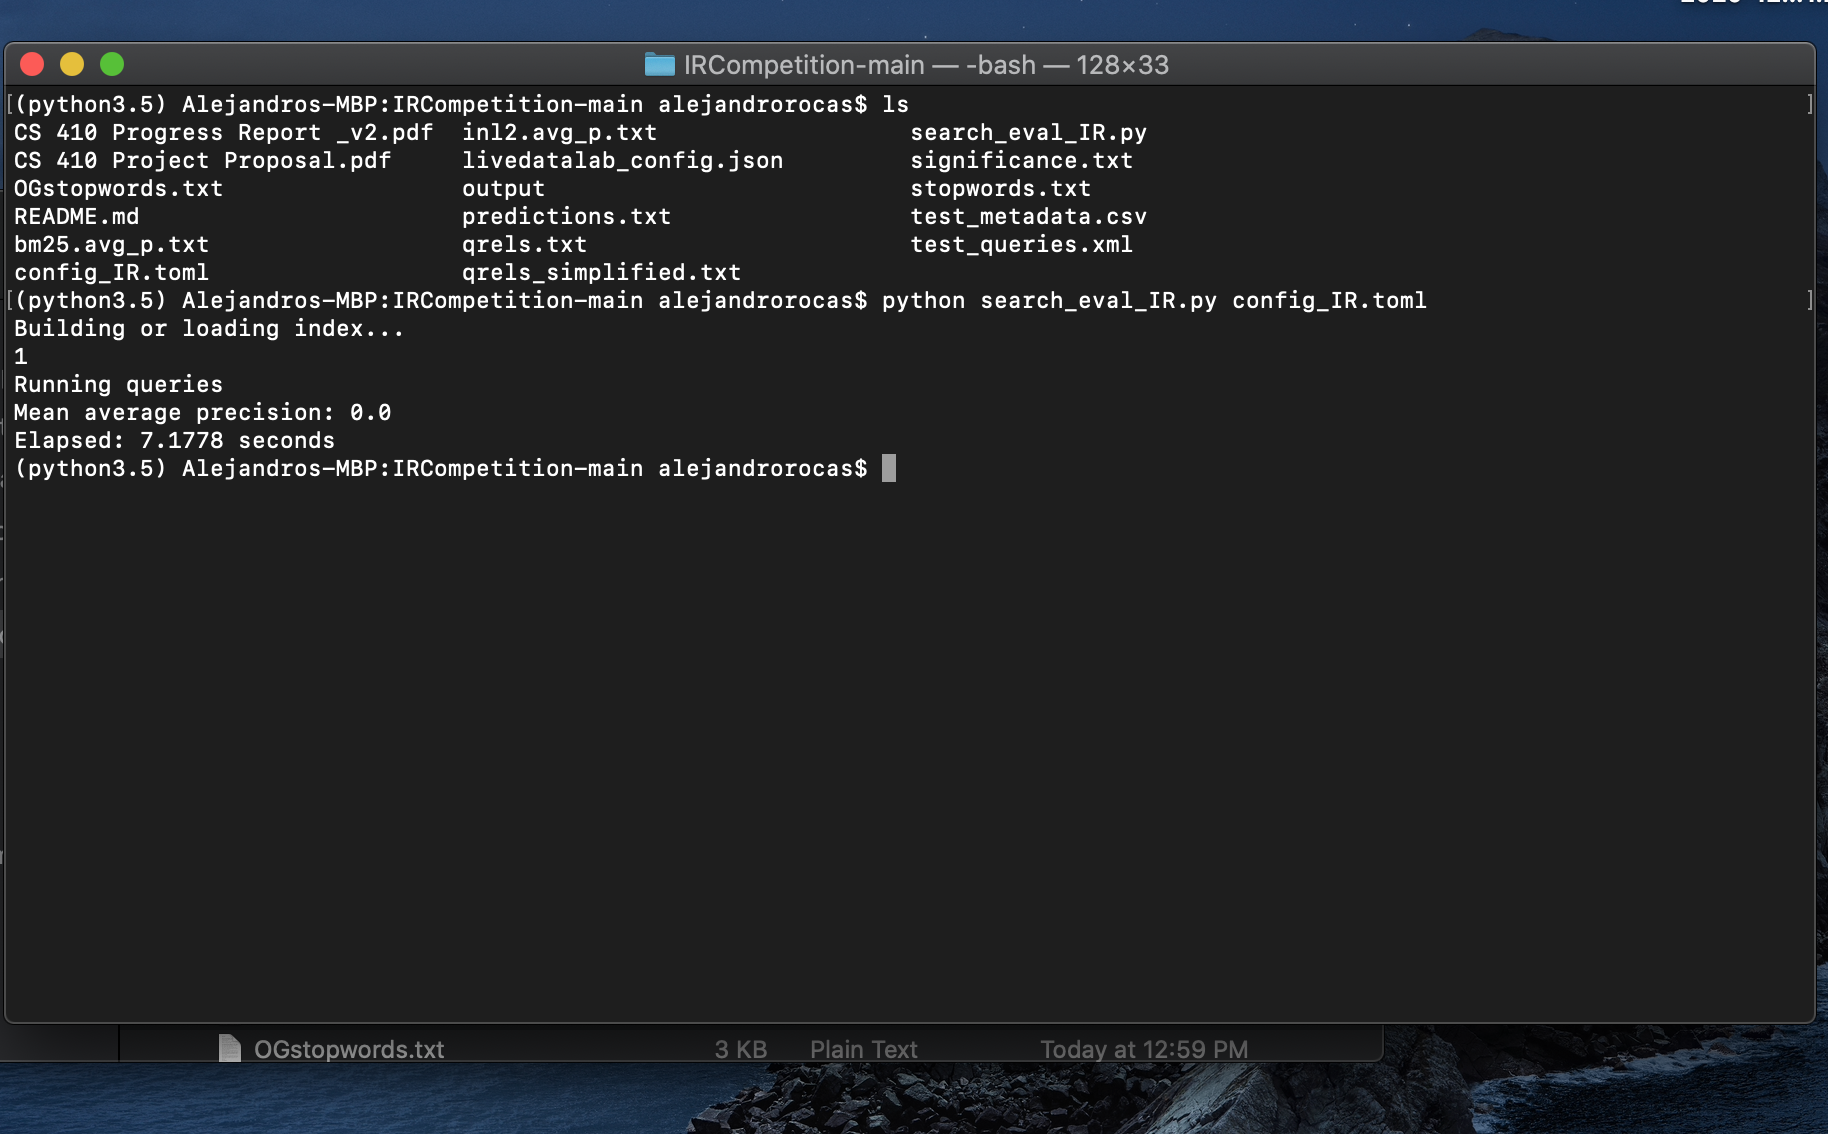 IRCompetition-main — -bash — 128×33
[(python3.5) Alejandros-MBP:IRCompetition-main alejandrorocas$ ls ]
CS 410 Progress Report _v2.pdf inl2.avg_p.txt search_eval_IR.py
CS 410 Project Proposal.pdf livedatalab_config.json significance.txt
OGstopwords.txt output stopwords.txt
README.md predictions.txt test_metadata.csv
bm25.avg_p.txt qrels.txt test_queries.xml
config_IR.toml qrels_simplified.txt
[(python3.5) Alejandros-MBP:IRCompetition-main alejandrorocas$ python search_eval_IR.py config_IR.toml ]
Building or loading index...
1
Running queries
Mean average precision: 0.0
Elapsed: 7.1778 seconds
(python3.5) Alejandros-MBP:IRCompetition-main alejandrorocas$
OGstopwords.txt 3 KB Plain Text Today at 12:59 PM